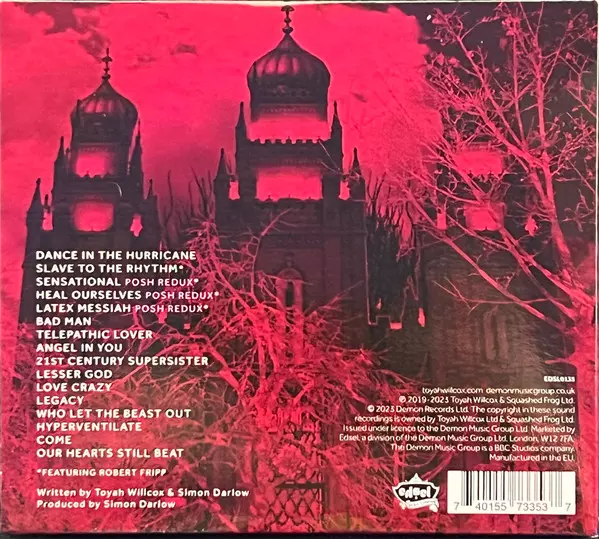 DANCE IN THE HURRICANE
SLAVE TO THE RHYTHM*
SENSATIONAL POSH REDUX*
HEAL OURSELVES POSH REDUX*
LATEX MESSIAH POSH REDUX*
BAD MAN
TELEPATHIC LOVER
ANGEL IN YOU
21ST CENTURY SUPERSISTER
LESSER GOD
LOVE CRAZY
LEGACY
WHO LET THE BEAST OUT
HYPERVENTILATE
COME
OUR HEARTS STILL BEAT
*FEATURING ROBERT FRIPP
Written by Toyah Willcox & Simon Darlow
Produced by Simon Darlow
EDSL0135
toyahwillcox.com demonmusicgroup.co.uk
℗ 2019-2023 Toyah Willcox & Squashed Frog Ltd.
© 2023 Demon Records Ltd. The copyright in these sound
recordings is owned by Toyah Willcox Ltd & Squashed Frog Ltd.
Issued under licence to the Demon Music Group Ltd. Marketed by
Edsel, a division of the Demon Music Group Ltd. London, W12 7FA.
The Demon Music Group is a BBC Studios company.
Manufactured in the EU.
edsel
7 40155 73353 7